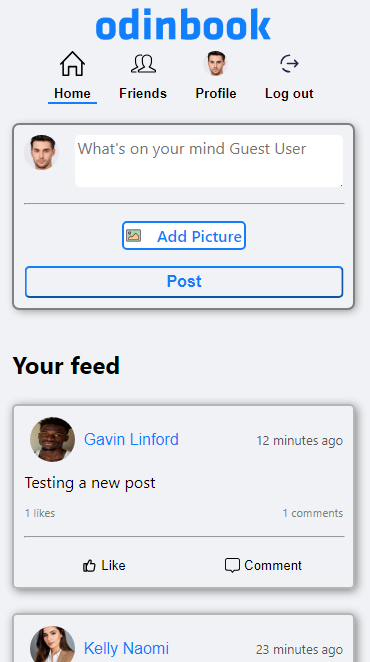 odinbook
Home Friends Profile Log out
What's on your mind Guest User
Add Picture
Post
Your feed
Gavin Linford 12 minutes ago
Testing a new post
1 likes 1 comments
Like Comment
Kelly Naomi 23 minutes ago